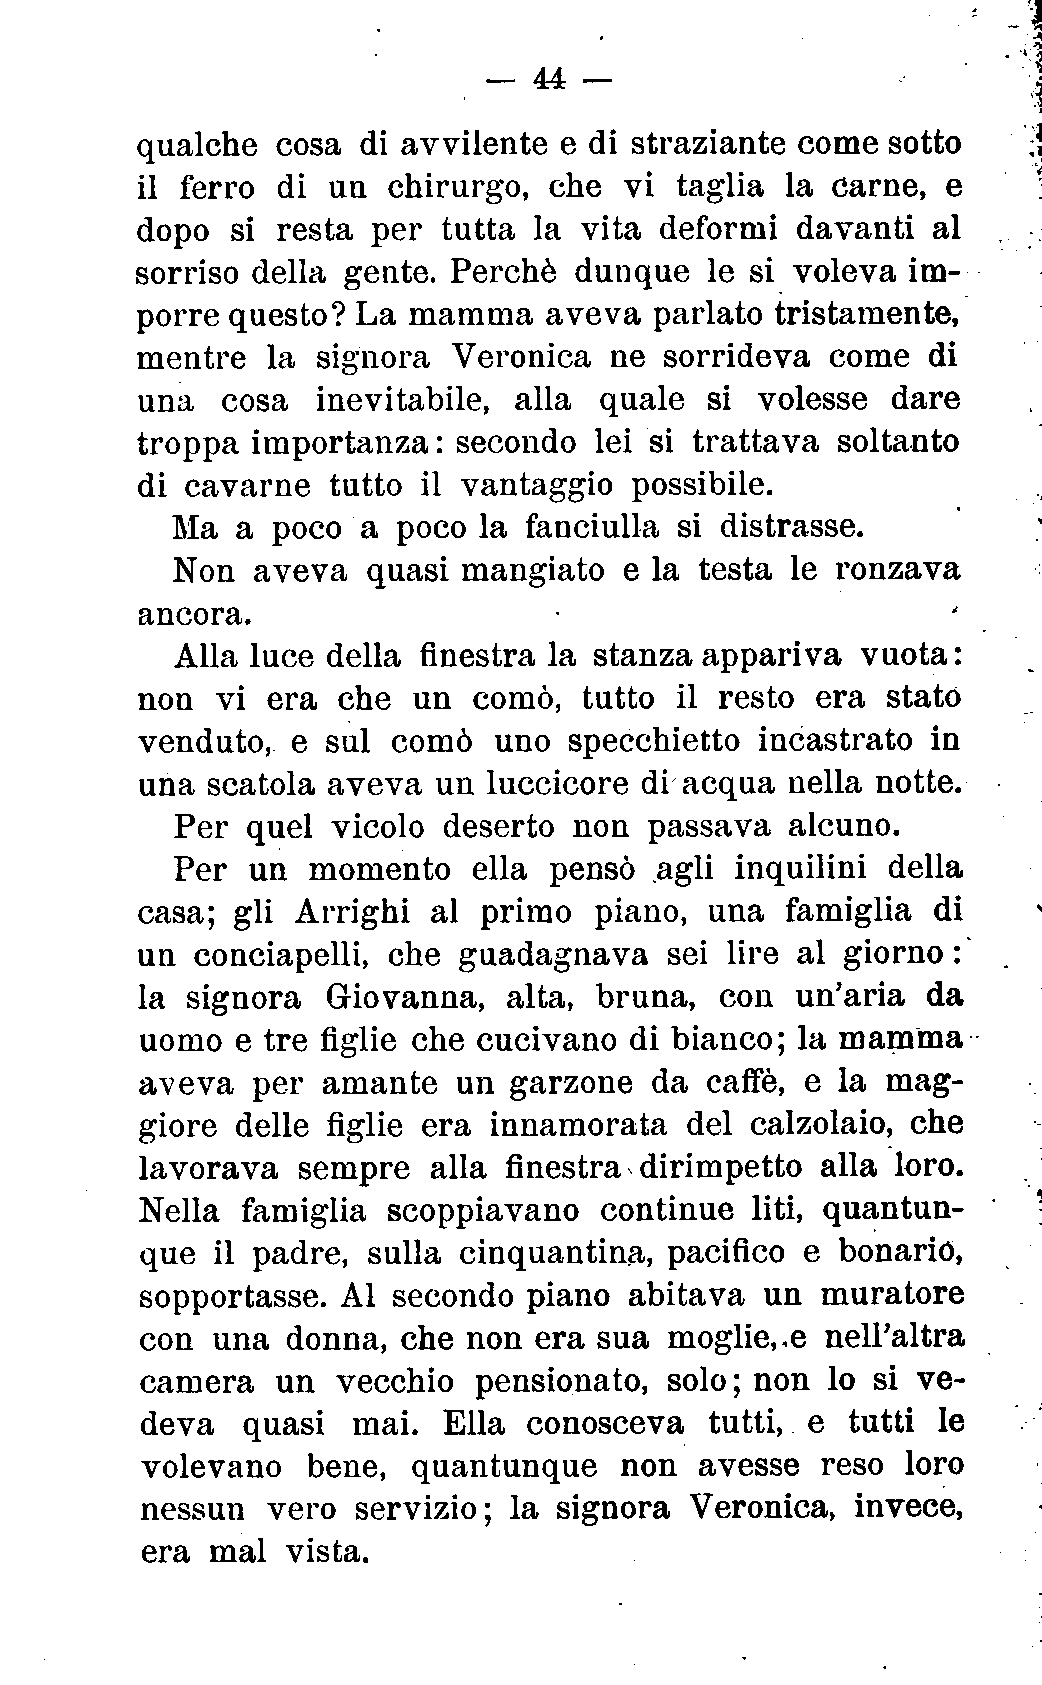 — 44 —
qualche cosa di avvilente e di straziante come sotto
il ferro di un chirurgo, che vi taglia la carne, e
dopo si resta per tutta la vita deformi davanti al
sorriso della gente. Perchè dunque le si voleva im-
porre questo? La mamma aveva parlato tristamente,
mentre la signora Veronica ne sorrideva come di
una cosa inevitabile, alla quale si volesse dare
troppa importanza: secondo lei si trattava soltanto
di cavarne tutto il vantaggio possibile.
Ma a poco a poco la fanciulla si distrasse.
Non aveva quasi mangiato e la testa le ronzava
ancora.
Alla luce della finestra la stanza appariva vuota:
non vi era che un comò, tutto il resto era stato
venduto, e sul comò uno specchietto incastrato in
una scatola aveva un luccicore di acqua nella notte.
Per quel vicolo deserto non passava alcuno.
Per un momento ella pensò agli inquilini della
casa; gli Arrighi al primo piano, una famiglia di
un conciapelli, che guadagnava sei lire al giorno:
la signora Giovanna, alta, bruna, con un'aria da
uomo e tre figlie che cucivano di bianco; la mamma
aveva per amante un garzone da caffè, e la mag-
giore delle figlie era innamorata del calzolaio, che
lavorava sempre alla finestra dirimpetto alla loro.
Nella famiglia scoppiavano continue liti, quantun-
que il padre, sulla cinquantina, pacifico e bonario,
sopportasse. Al secondo piano abitava un muratore
con una donna, che non era sua moglie, e nell'altra
camera un vecchio pensionato, solo; non lo si ve-
deva quasi mai. Ella conosceva tutti, e tutti le
volevano bene, quantunque non avesse reso loro
nessun vero servizio; la signora Veronica, invece,
era mal vista.